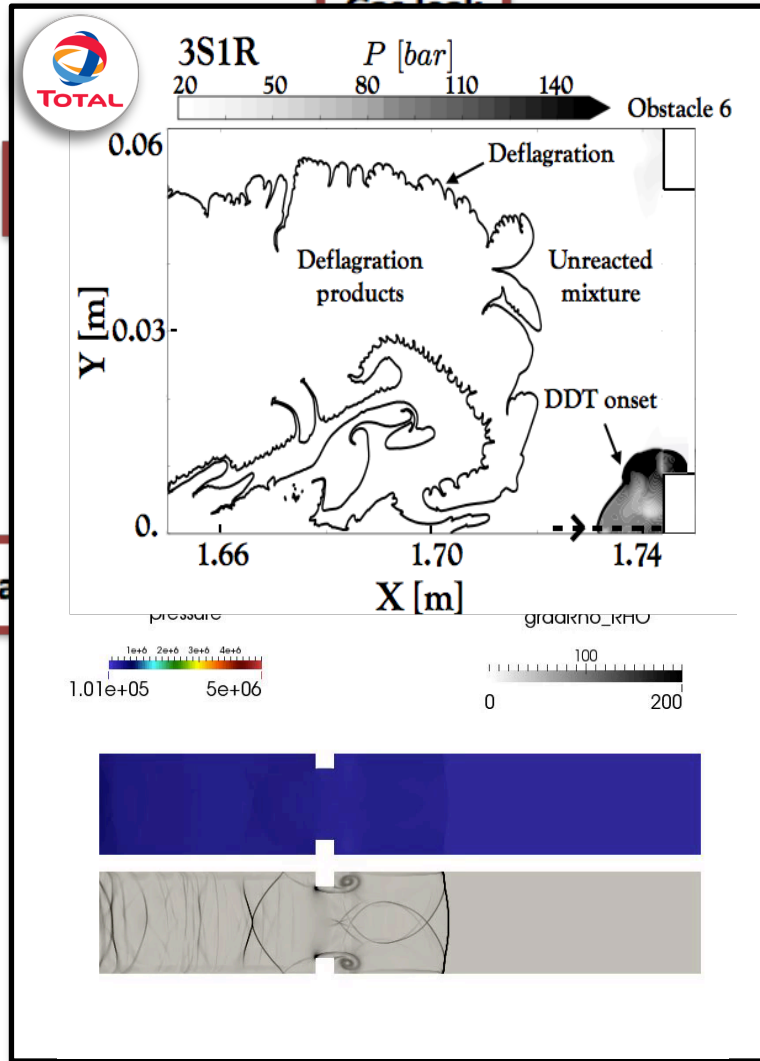 TOTAL
3S1R
P [bar]
20 50 80 110 140
Obstacle 6
0.06
Deflagration
Deflagration
products
Unreacted
mixture
Y [m]
0.03
DDT onset
0.
1.66 1.70 1.74
X [m]
pressure
gradRho_RHO
1e+6 2e+6 3e+6 4e+6
1.01e+05 5e+06
100
0 200